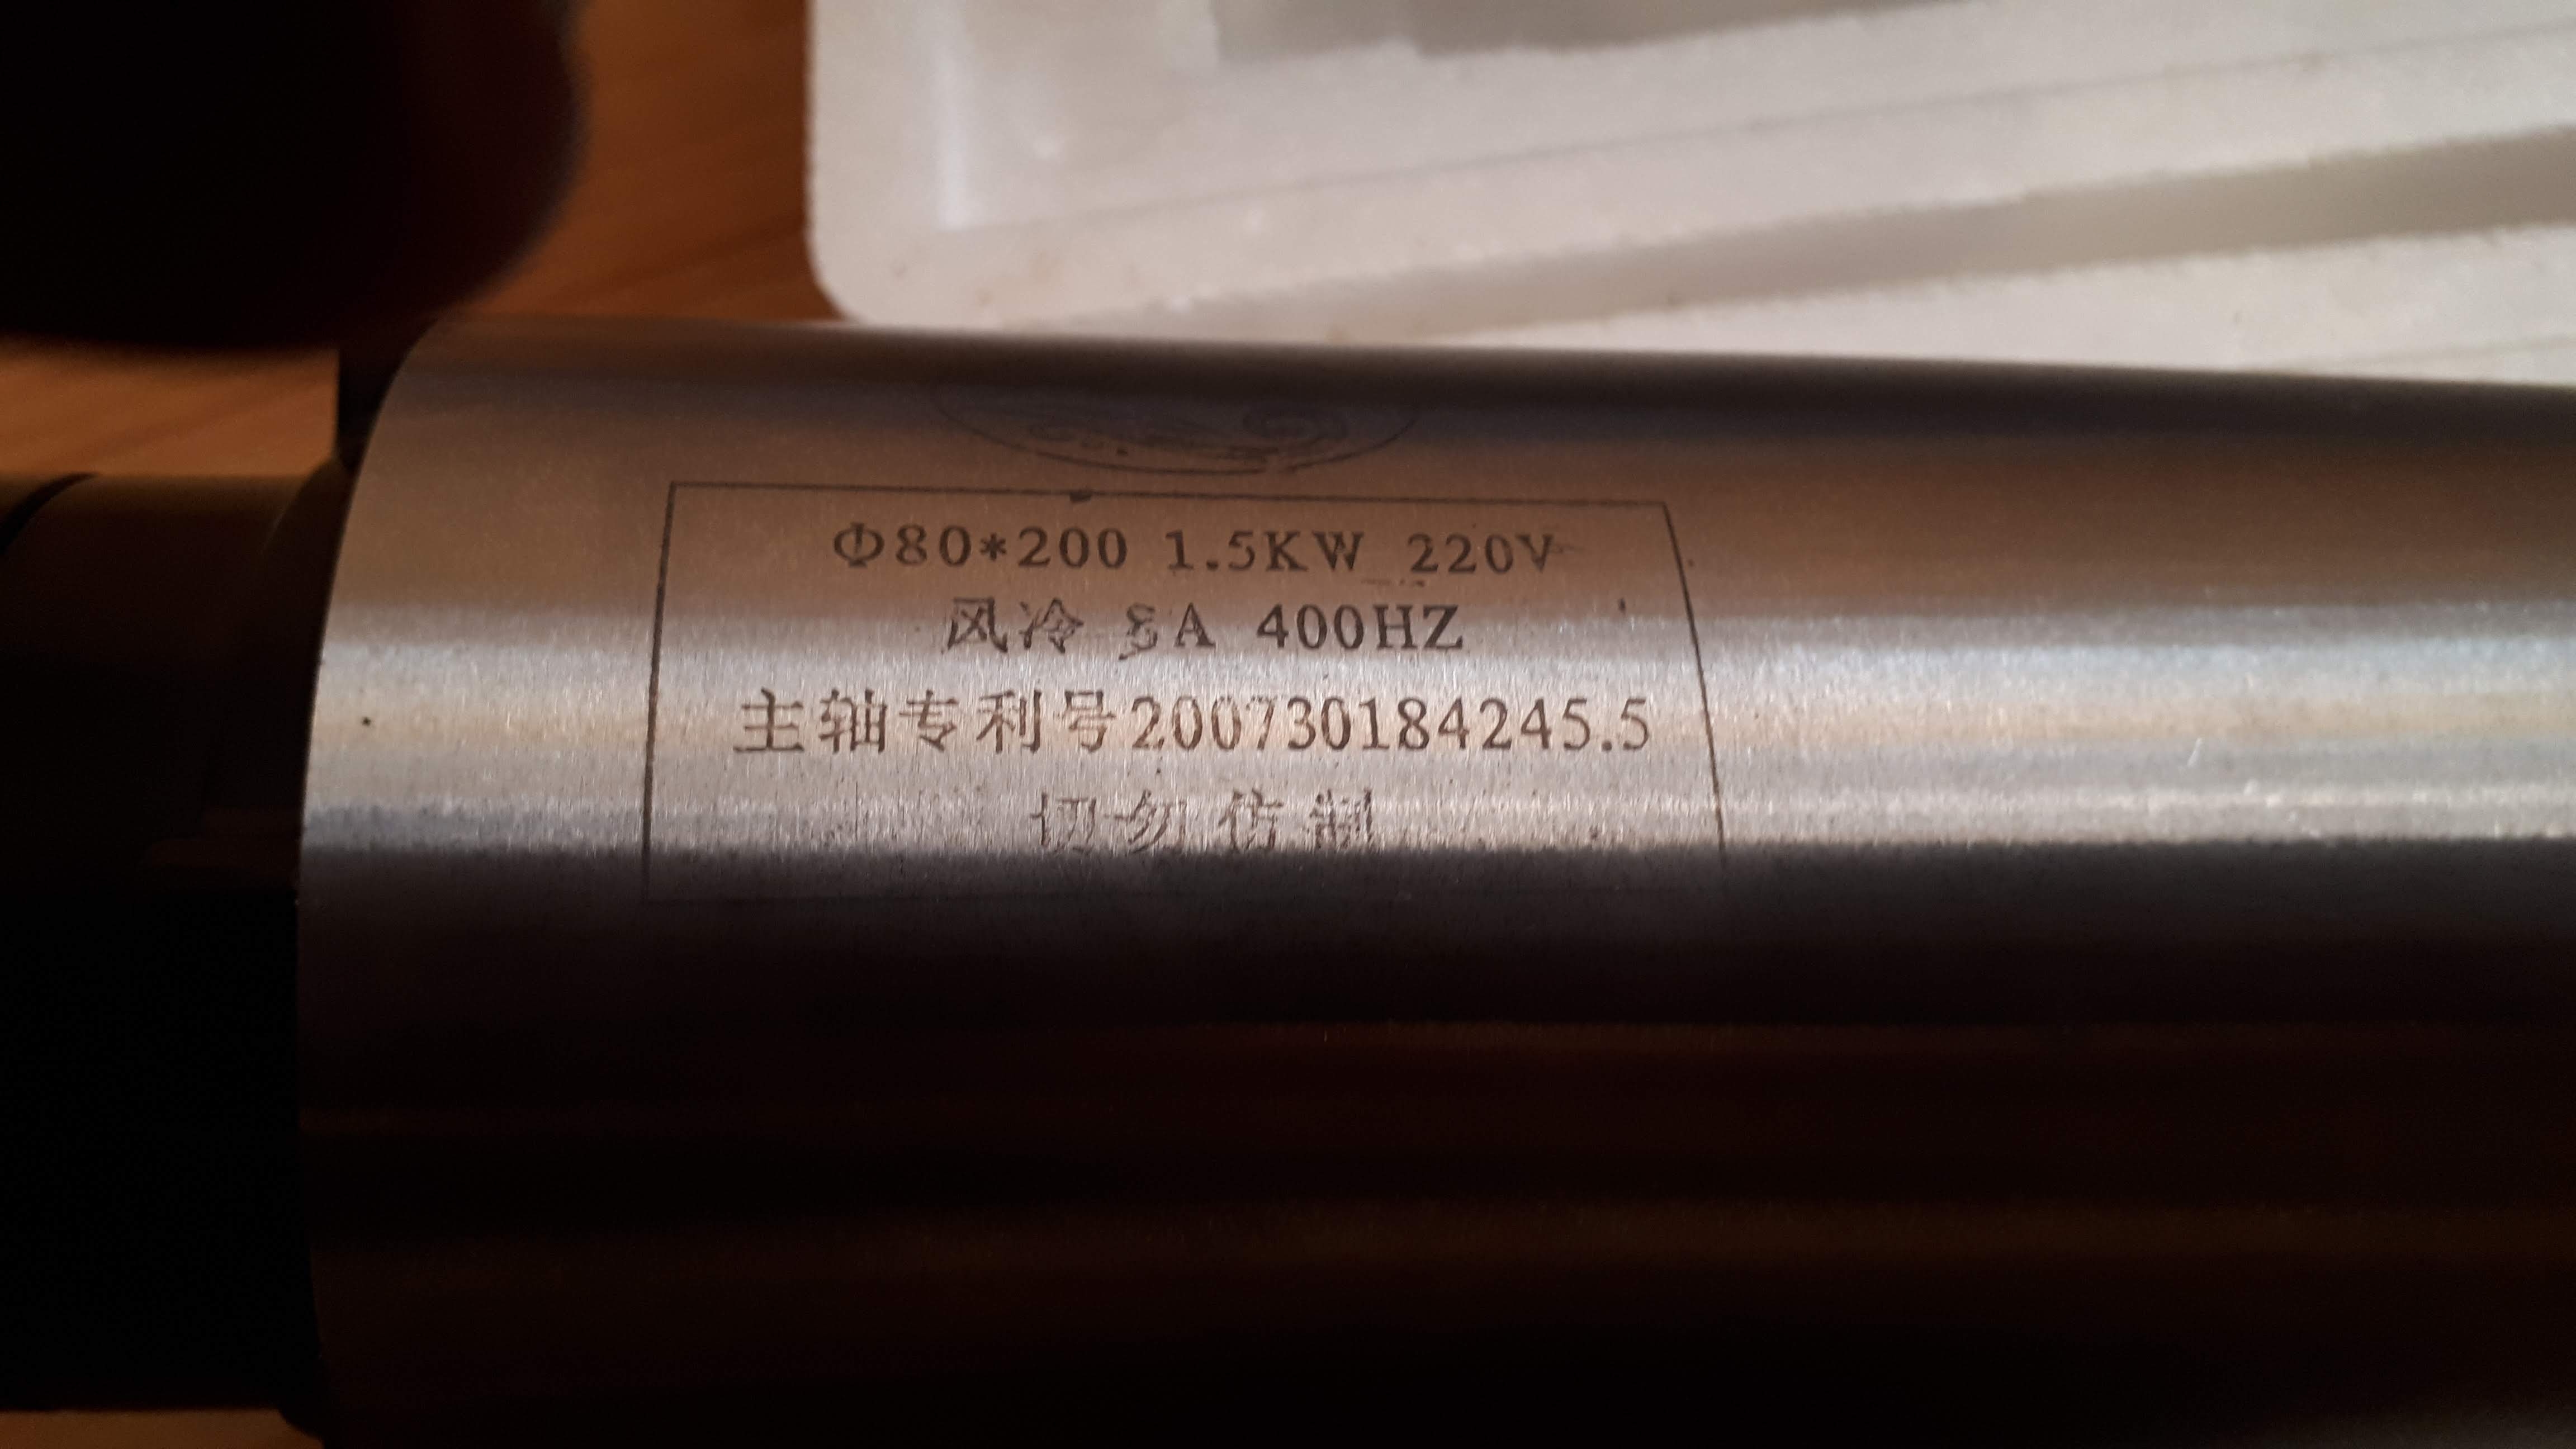 Φ80*200 1.5KW 220V
风冷 8A 400HZ
主轴专利号200730184245.5
切勿仿制